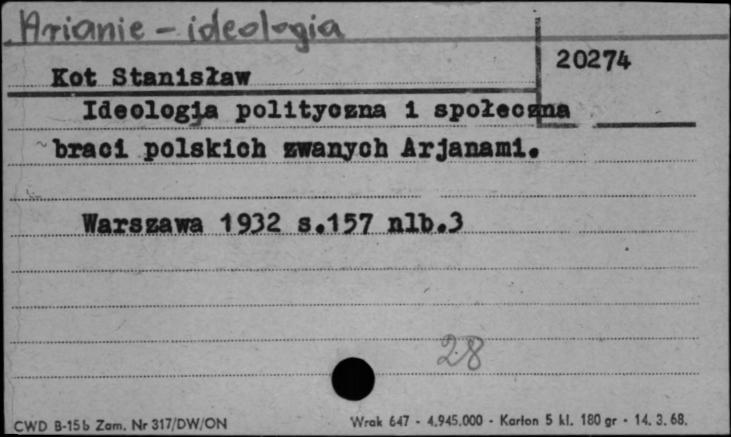 Arianie - ideologia
20274
Kot Stanisław
Ideologja polityczna i społeczna
braci polskich zwanych Arjanami.
Warszawa 1932 s.157 nlb.3
28
CWD B-15b Zam. Nr 317/DW/ON
Wrak 647 - 4.945.000 - Karton 5 kl. 180 gr - 14. 3. 68.